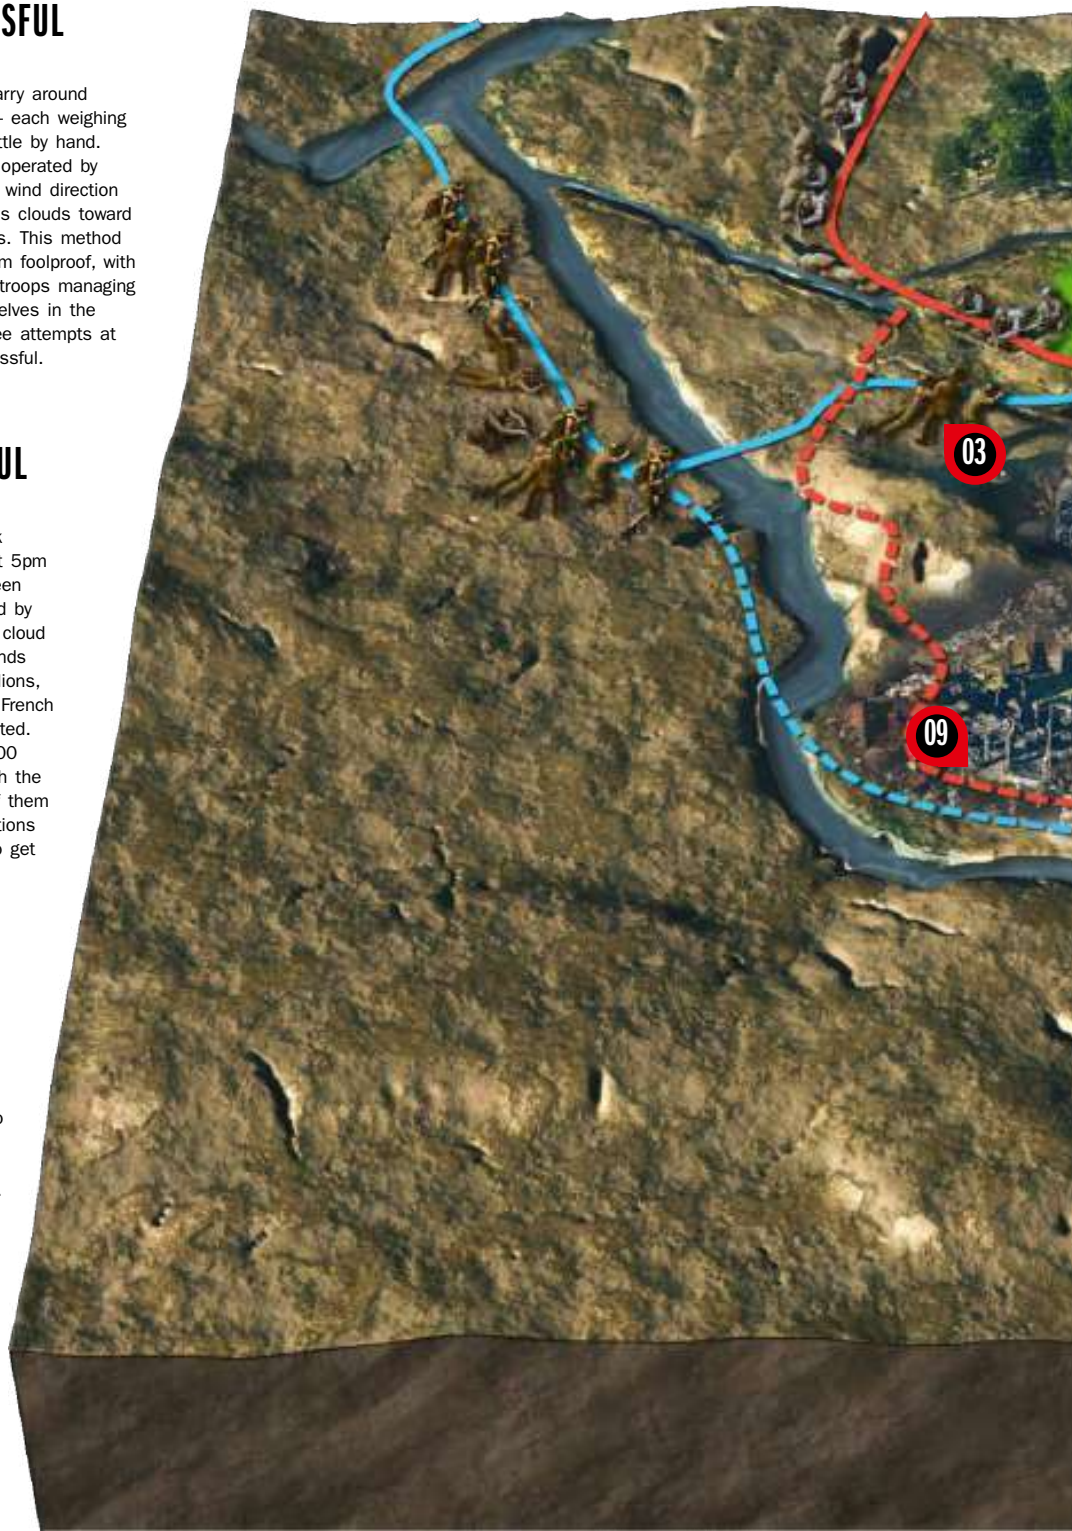 SFUL
arry around
- each weighing
ttle by hand.
operated by
wind direction
s clouds toward
s. This method
m foolproof, with
troops managing
elves in the
ee attempts at
ssful.
UL
k
t 5pm
een
d by
cloud
nds
ions,
French
ted.
00
h the
f them
tions
o get
o
03
09